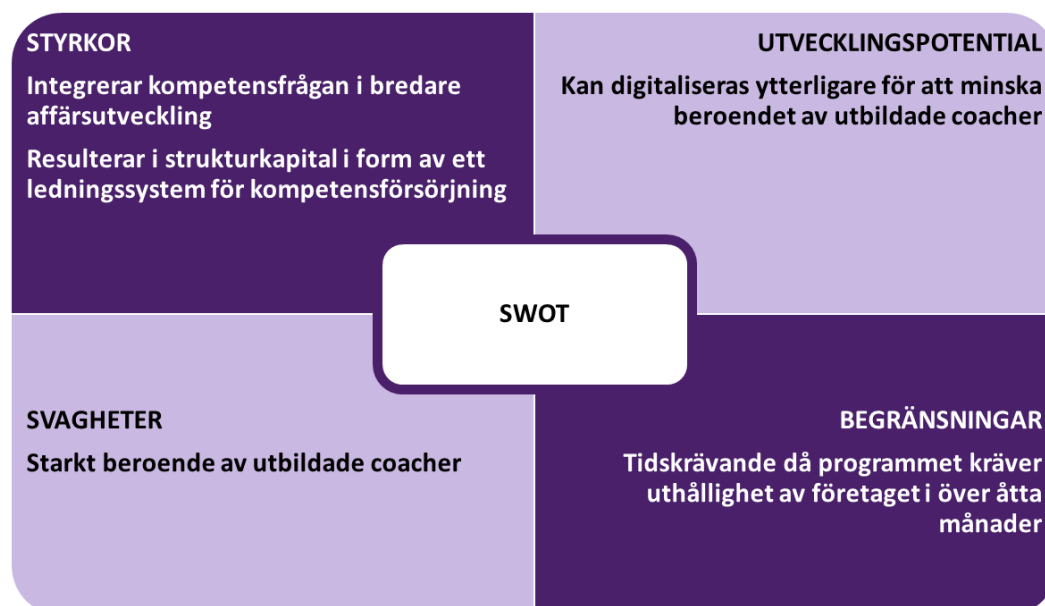 STYRKOR
Integrerar kompetensfrågan i bredare
affärsutveckling
Resulterar i strukturkapital i form av ett
ledningssystem för kompetensförsörjning
UTVECKLINGSPOTENTIAL
Kan digitaliseras ytterligare för att minska
beroendet av utbildade coacher
SWOT
SVAGHETER
Starkt beroende av utbildade coacher
BEGRÄNSNINGAR
Tidskrävande då programmet kräver
uthållighet av företaget i över åtta
månader